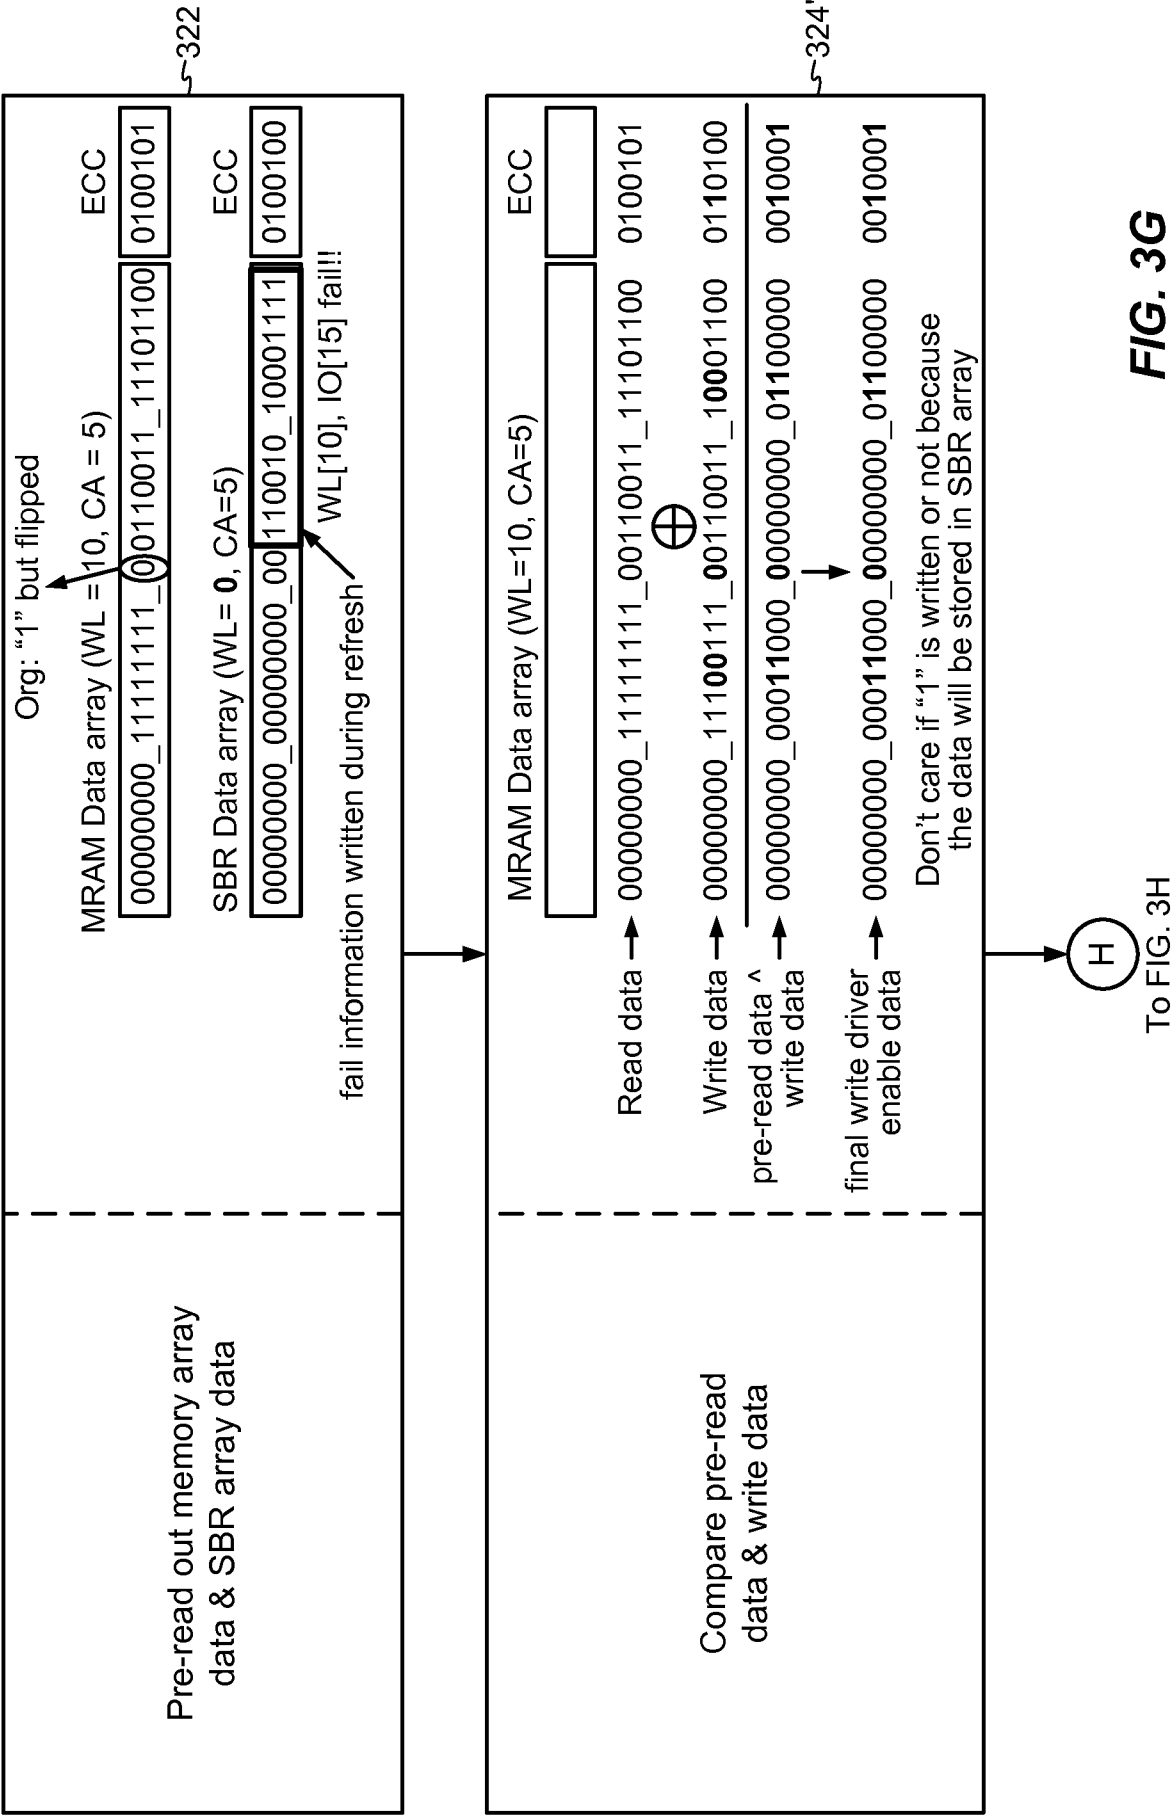 Pre-read out memory array
data & SBR array data
Org: “1” but flipped
MRAM Data array (WL = 10, CA = 5)
ECC
00000000_11111111_00110011_11101100
0100101
SBR Data array (WL= 0, CA=5)
ECC
00000000_00000000_00110010_10001111
0100100
WL[10], IO[15] fail!!
fail information written during refresh
322
Compare pre-read
data & write data
MRAM Data array (WL=10, CA=5)
ECC
Read data
00000000_11111111_00110011_11101100
0100101
Write data
00000000_11100111_00110011_10001100
0110100
pre-read data ^
write data
00000000_00011000_00000000_01100000
0010001
final write driver
enable data
00000000_00011000_00000000_01100000
0010001
Don’t care if “1” is written or not because
the data will be stored in SBR array
324'
H
To FIG. 3H
FIG. 3G